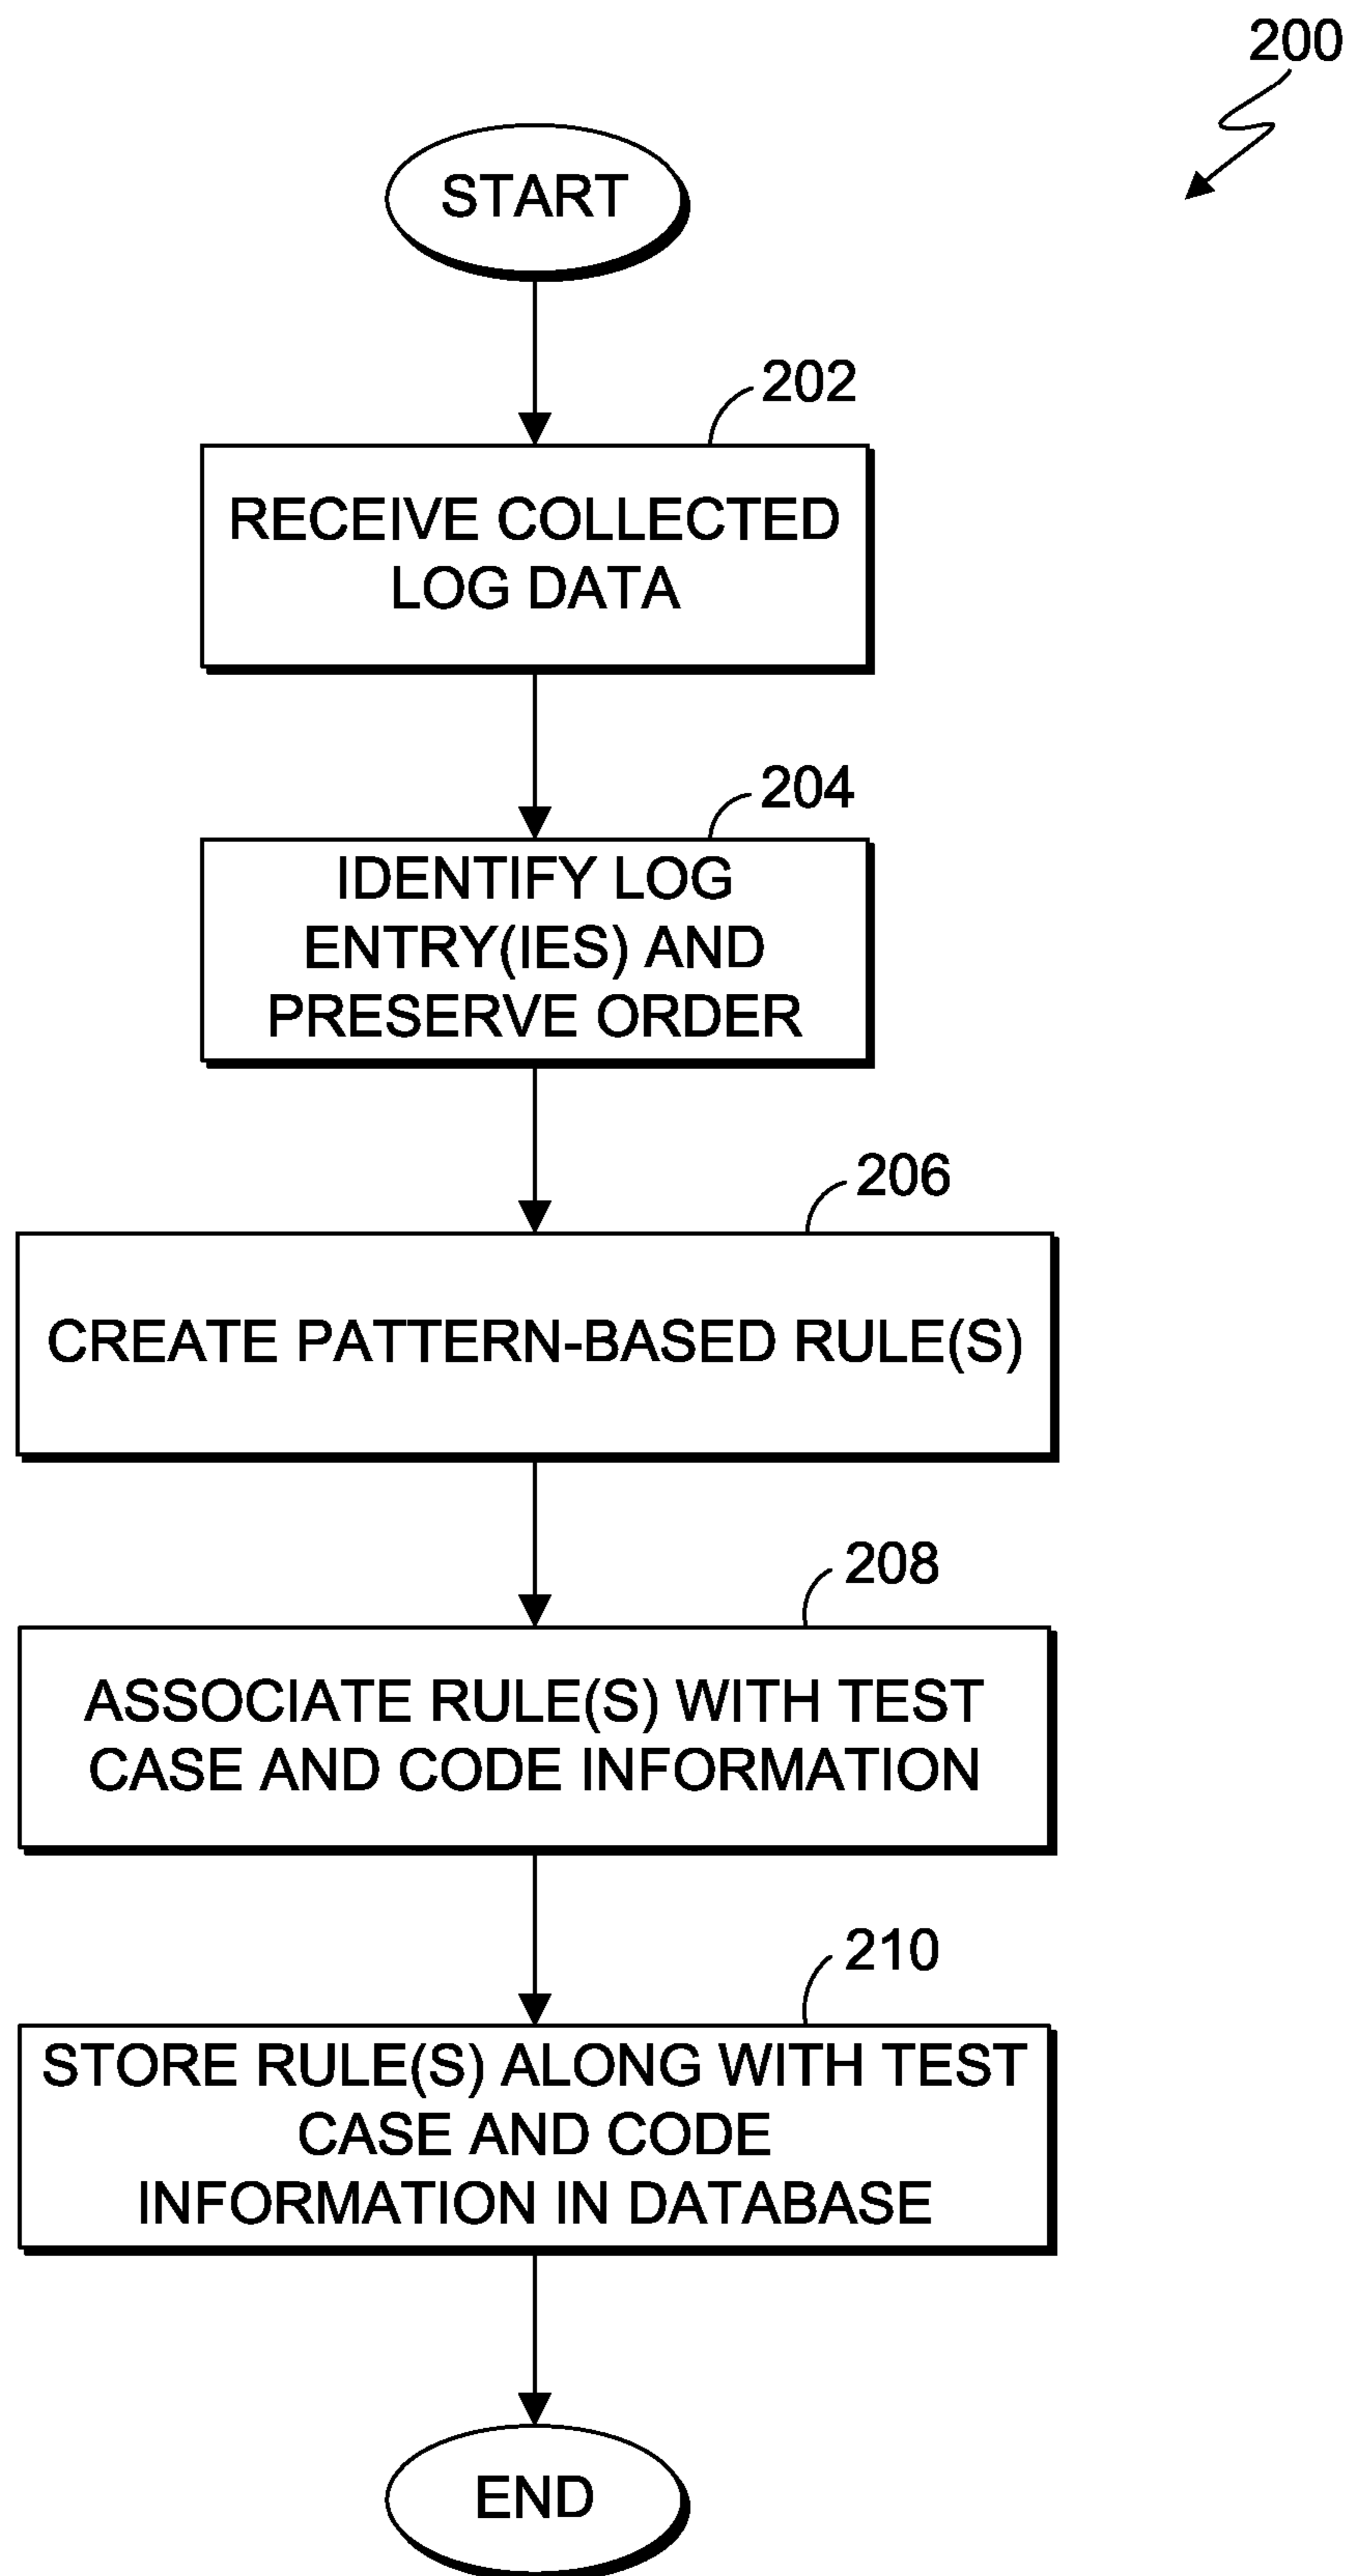 200
START
202
RECEIVE COLLECTED
LOG DATA
204
IDENTIFY LOG
ENTRY(IES) AND
PRESERVE ORDER
206
CREATE PATTERN-BASED RULE(S)
208
ASSOCIATE RULE(S) WITH TEST
CASE AND CODE INFORMATION
210
STORE RULE(S) ALONG WITH TEST
CASE AND CODE
INFORMATION IN DATABASE
END